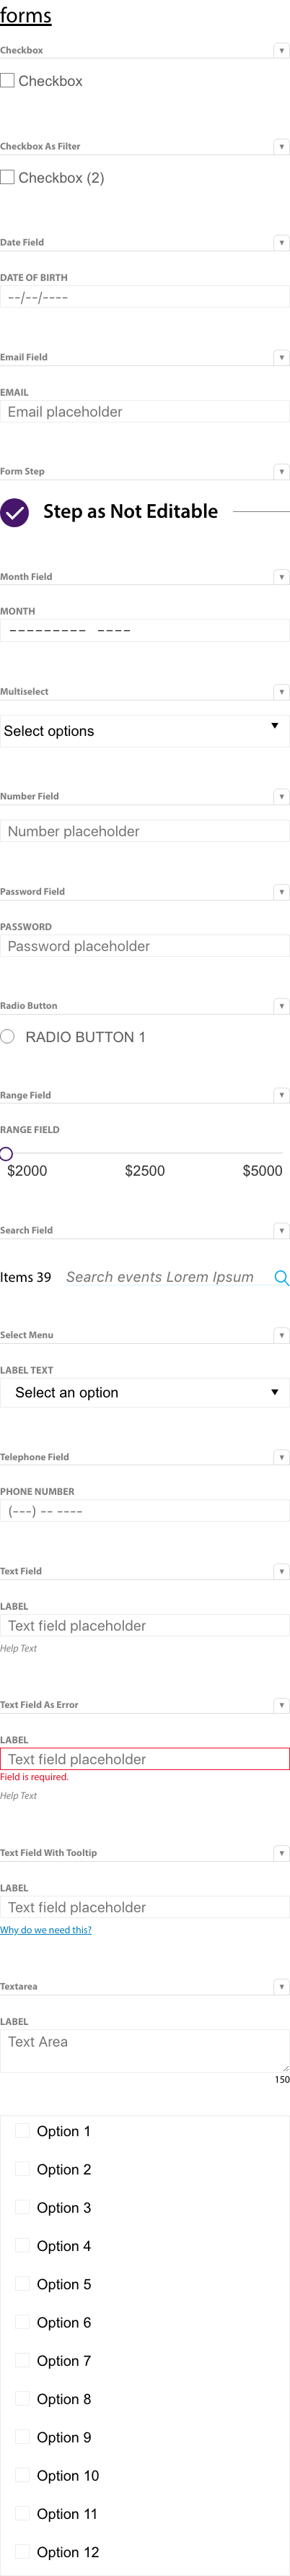 forms
Checkbox
Checkbox
Checkbox As Filter
Checkbox (2)
Date Field
DATE OF BIRTH
--/--/----
Email Field
EMAIL
Email placeholder
Form Step
Step as Not Editable
Month Field
MONTH
--------- ----
Multiselect
Select options
Number Field
Number placeholder
Password Field
PASSWORD
Password placeholder
Radio Button
RADIO BUTTON 1
Range Field
RANGE FIELD
$2000 $2500 $5000
Search Field
Items 39 Search events Lorem Ipsum
Select Menu
LABEL TEXT
Select an option
Telephone Field
PHONE NUMBER
(---) -- ----
Text Field
LABEL
Text field placeholder
Help Text
Text Field As Error
LABEL
Text field placeholder
Field is required.
Help Text
Text Field With Tooltip
LABEL
Text field placeholder
Why do we need this?
Textarea
LABEL
Text Area
150
Option 1
Option 2
Option 3
Option 4
Option 5
Option 6
Option 7
Option 8
Option 9
Option 10
Option 11
Option 12